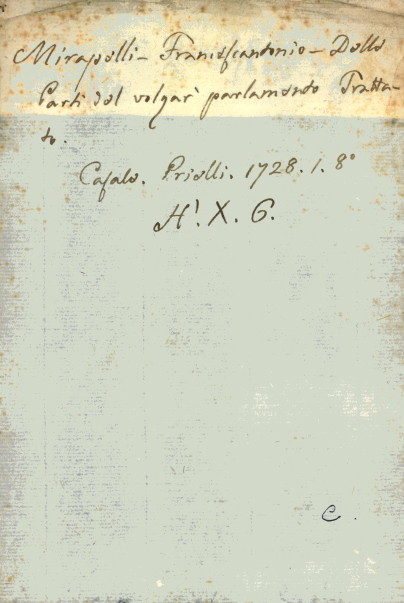 Mirapelli - Francescantonio - Delle
Parti del volgar' parlamento Tratta-
to.
Casale. Prielli. 1728. 1. 8°
H'. X. 6.
C.